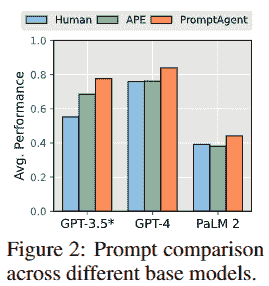 Human APE PromptAgent
1.0
0.8
0.6
0.4
0.2
0.0
Avg. Performance
GPT-3.5* GPT-4 PaLM 2
Figure 2: Prompt comparison
across different base models.